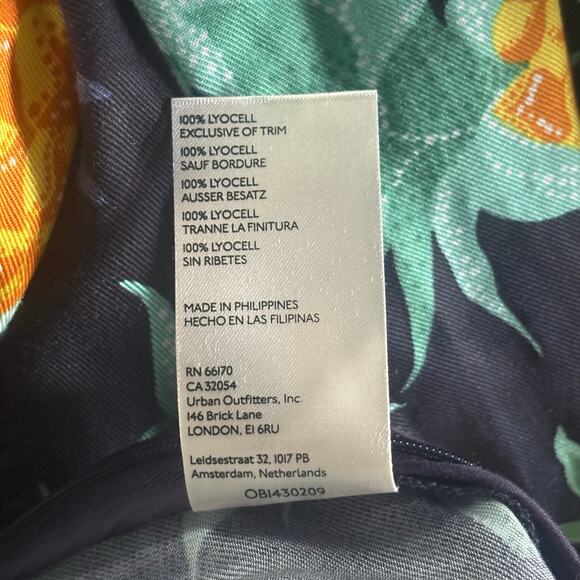 100% LYOCELL
EXCLUSIVE OF TRIM
100% LYOCELL
SAUF BORDURE
100% LYOCELL
AUSSER BESATZ
100% LYOCELL
TRANNE LA FINITURA
100% LYOCELL
SIN RIBETES
MADE IN PHILIPPINES
HECHO EN LAS FILIPINAS
RN 66170
CA 32054
Urban Outfitters, Inc.
146 Brick Lane
LONDON, E1 6RU
Leidsestraat 32, 1017 PB
Amsterdam, Netherlands
OB1430209